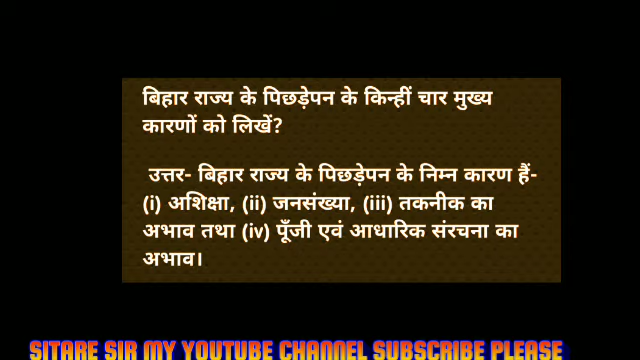 बिहार राज्य के पिछड़ेपन के किन्हीं चार मुख्य
कारणों को लिखें?
उत्तर- बिहार राज्य के पिछड़ेपन के निम्न कारण हैं-
(i) अशिक्षा, (ii) जनसंख्या, (iii) तकनीक का
अभाव तथा (iv) पूँजी एवं आधारिक संरचना का
अभाव।
SITARE SIR MY YOUTUBE CHANNEL SUBSCRIBE PLEASE